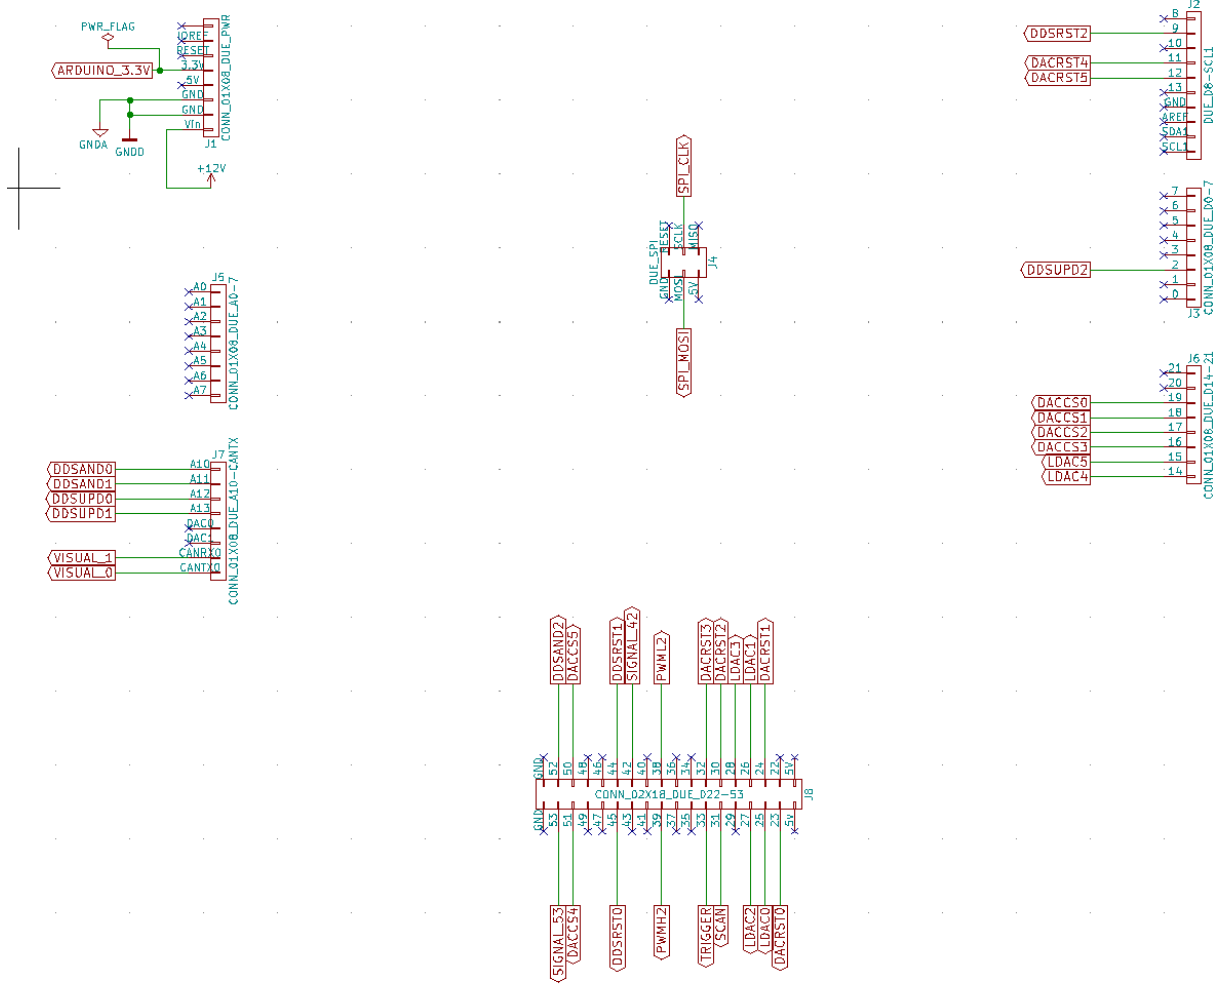 PWR_FLAG
ARDUINO_3.3V
IOREF
RESET
3.3V
5V
GND
GND
Vin
J1
CONN_01X08_DUE_PWR
GNDA
GNDD
+12V
J5
A0
A1
A2
A3
A4
A5
A6
A7
CONN_01X08_DUE_A0-7
J7
DDSAND0
A10
DDSAND1
A11
DDSUPD0
A12
DDSUPD1
A13
DAC0
DAC1
VISUAL_1
CANRX0
VISUAL_0
CANTX0
CONN_01X08_DUE_A10-CANTX
SPI_CLK
RESET
SCLK
MISO
DUE_SPI
J4
GND
MOSI
5V
SPI_MOSI
J2
8
DDSRST2
9
10
DACRST4
11
DACRST5
12
13
GND
AREF
SDA1
SCL1
DUE_D8-SCL1
7
6
5
4
3
DDSUPD2
2
1
0
CONN_01X08_DUE_D0-7
J3
J6
21
20
DACCS0
19
DACCS1
18
DACCS2
17
DACCS3
16
LDAC5
15
LDAC4
14
CONN_01X08_DUE_D14-21
DDSAND2
DACCS5
DDSRST1
SIGNAL_42
PWML2
DACRST3
DACRST2
LDAC3
LDAC1
DACRST1
GND
52
50
48
46
44
42
40
38
36
34
32
30
28
26
24
22
5V
CONN_02X18_DUE_D22-53
J8
GND
53
51
49
47
45
43
41
39
37
35
33
31
29
27
25
23
5V
SIGNAL_53
DACCS4
DDSRST0
PWMH2
TRIGGER
SCAN
LDAC2
LDAC0
DACRST0